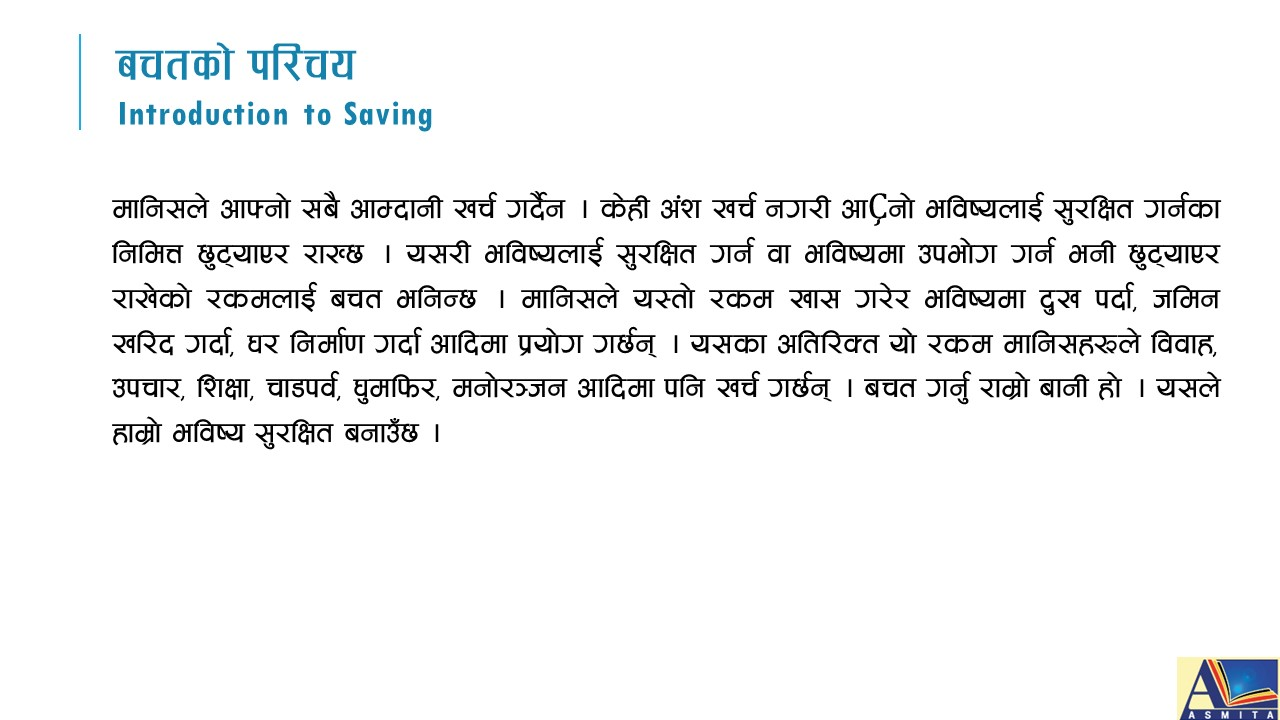 बचतको परिचय
Introduction to Saving
मानिसले आफ्नो सबै आम्दानी खर्च गर्दैन । केही अंश खर्च नगरी आÇनो भविष्यलाई सुरक्षित गर्नका
निमित्त छुट्याएर राख्छ । यसरी भविष्यलाई सुरक्षित गर्न वा भविष्यमा उपभोग गर्न भनी छुट्याएर
राखेको रकमलाई बचत भनिन्छ । मानिसले यस्तो रकम खास गरेर भविष्यमा दुख पर्दा, जमिन
खरिद गर्दा, घर निर्माण गर्दा आदिमा प्रयोग गर्छन् । यसका अतिरिक्त यो रकम मानिसहरूले विवाह,
उपचार, शिक्षा, चाडपर्व, घुमफिर, मनोरञ्जन आदिमा पनि खर्च गर्छन् । बचत गर्नु राम्रो बानी हो । यसले
हाम्रो भविष्य सुरक्षित बनाउँछ ।
ASMITA